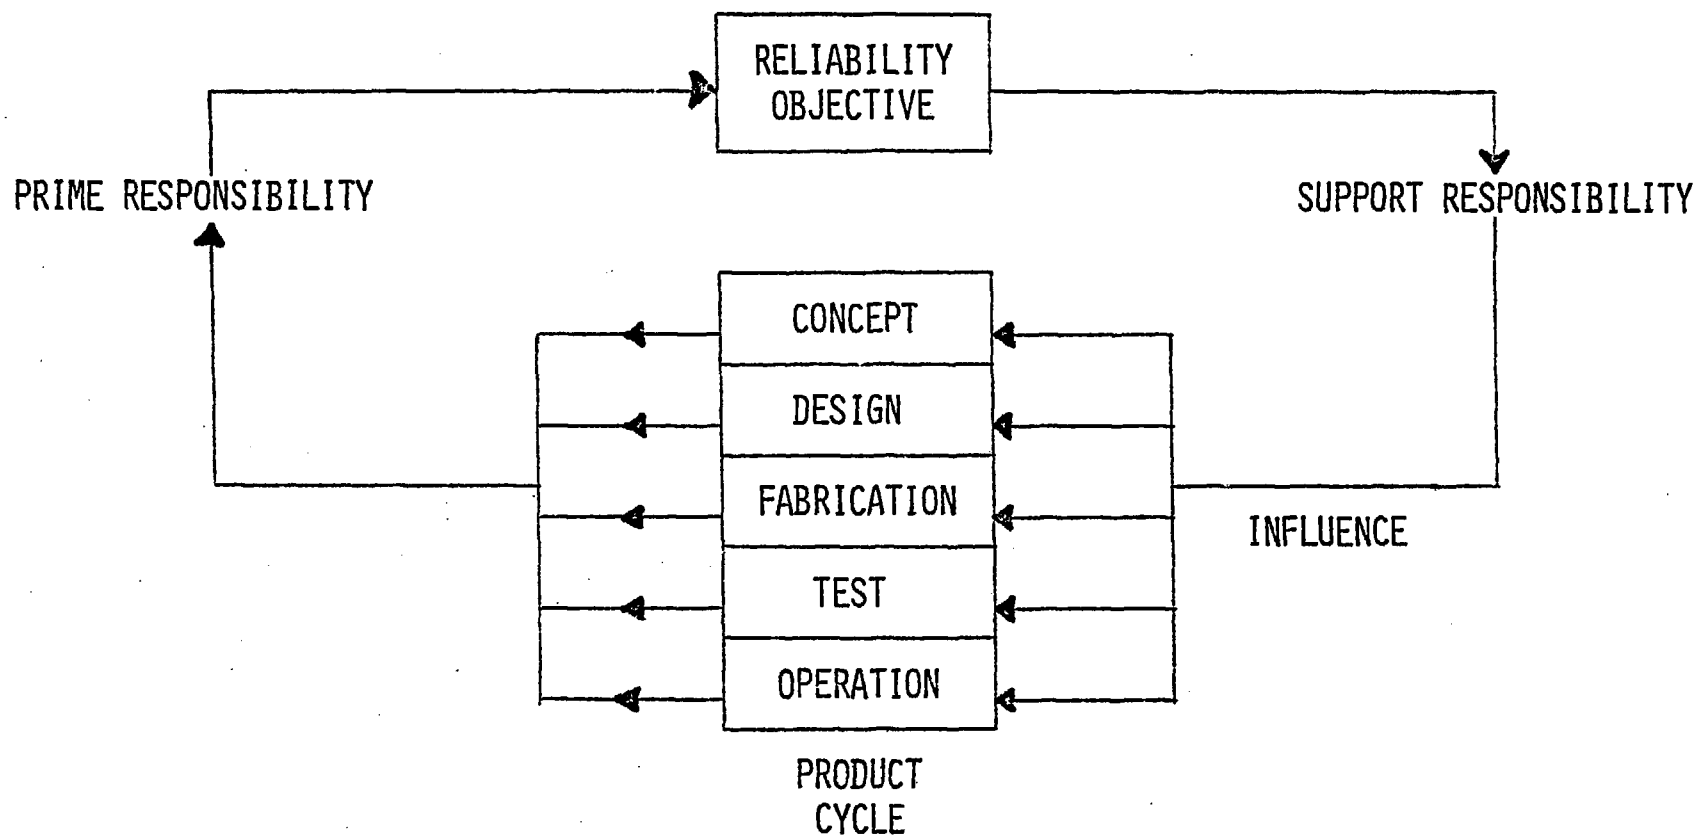 RELIABILITY
OBJECTIVE
PRIME RESPONSIBILITY
SUPPORT RESPONSIBILITY
CONCEPT
DESIGN
FABRICATION
INFLUENCE
TEST
OPERATION
PRODUCT
CYCLE